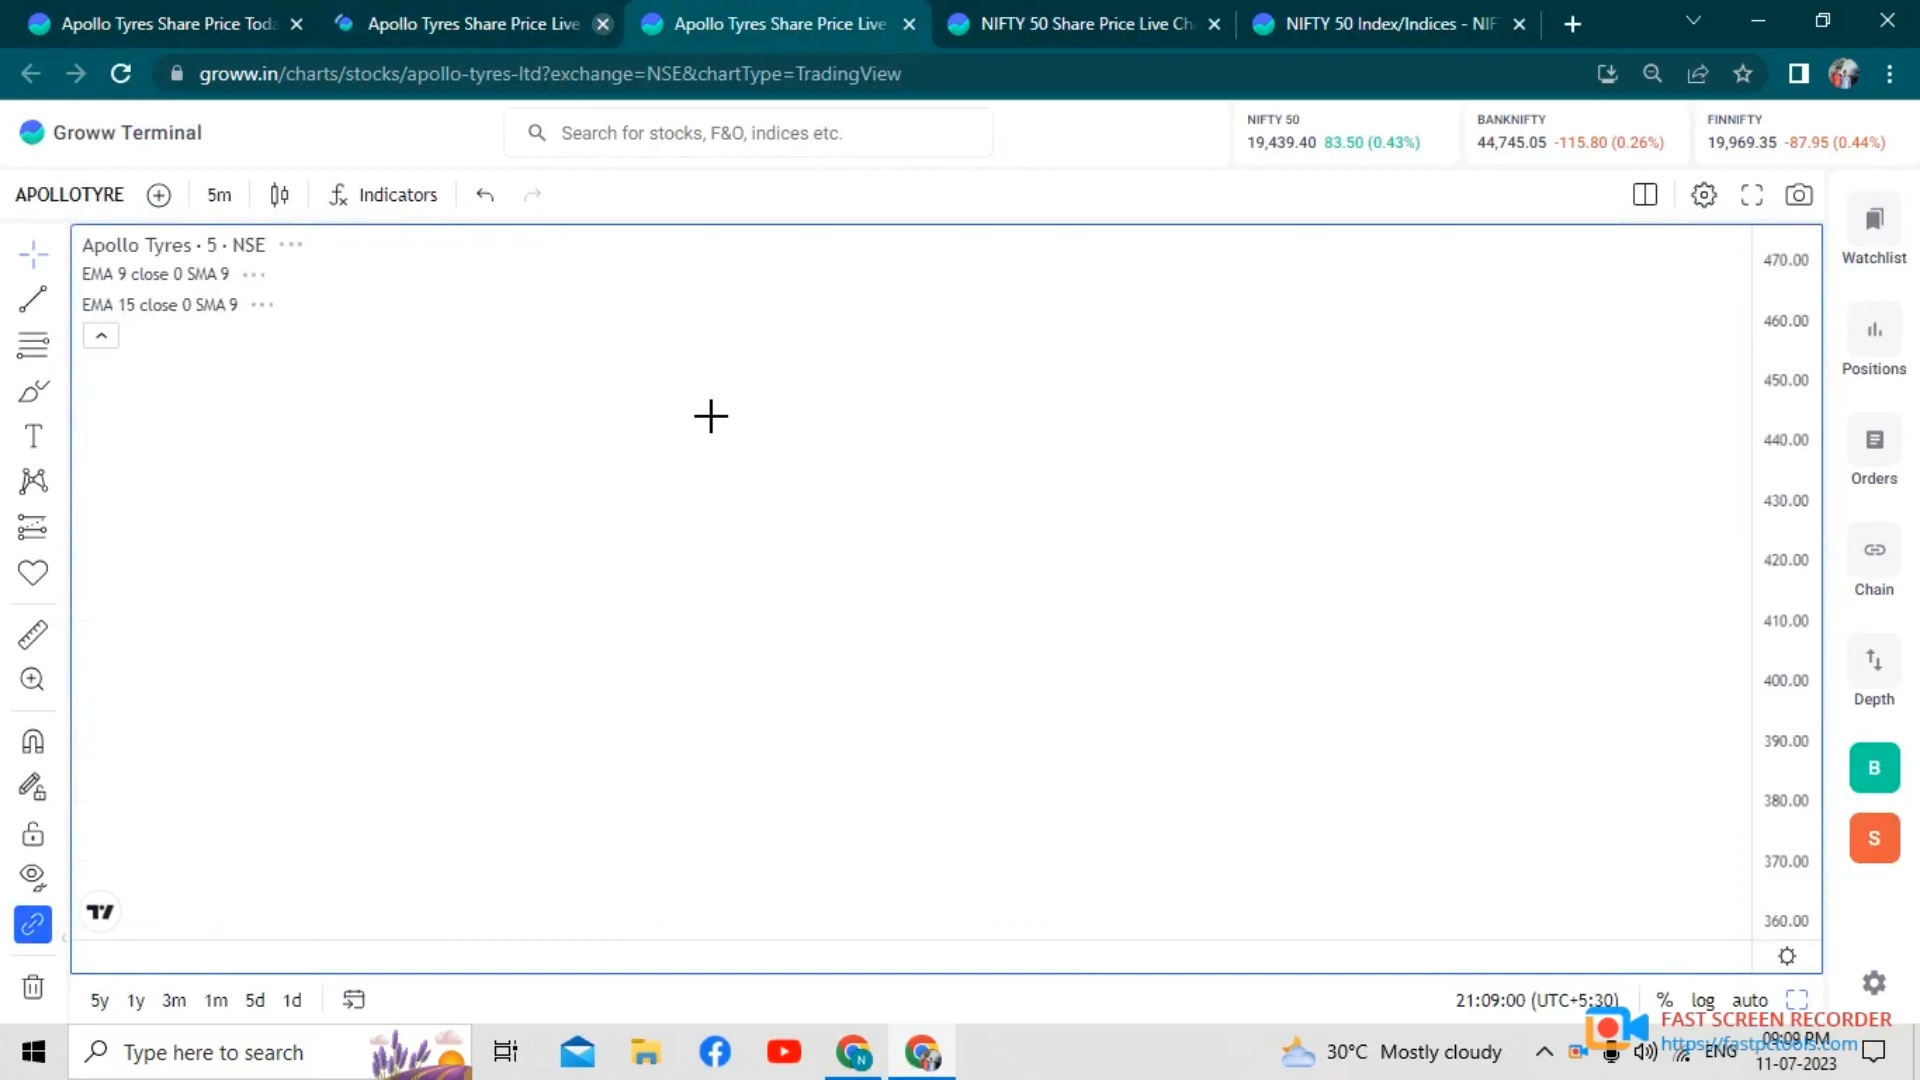 Apollo Tyres Share Price Toda
Apollo Tyres Share Price Live
Apollo Tyres Share Price Live
NIFTY 50 Share Price Live Ch
NIFTY 50 Index/Indices - NIF
groww.in/charts/stocks/apollo-tyres-ltd?exchange=NSE&chartType=TradingView
Groww Terminal
Search for stocks, F&O, indices etc.
NIFTY 50
19,439.40 83.50 (0.43%)
BANKNIFTY
44,745.05 -115.80 (0.26%)
FINNIFTY
19,969.35 -87.95 (0.44%)
APOLLOTYRE
5m
Indicators
Apollo Tyres · 5 · NSE
EMA 9 close 0 SMA 9
EMA 15 close 0 SMA 9
470.00
460.00
450.00
440.00
430.00
420.00
410.00
400.00
390.00
380.00
370.00
360.00
Watchlist
Positions
Orders
Chain
Depth
B
S
5y 1y 3m 1m 5d 1d
21:09:00 (UTC+5:30)
% log auto
FAST SCREEN RECORDER
https://fastpctools.com
Type here to search
N
30°C Mostly cloudy
ENG
09:09 PM
11-07-2023